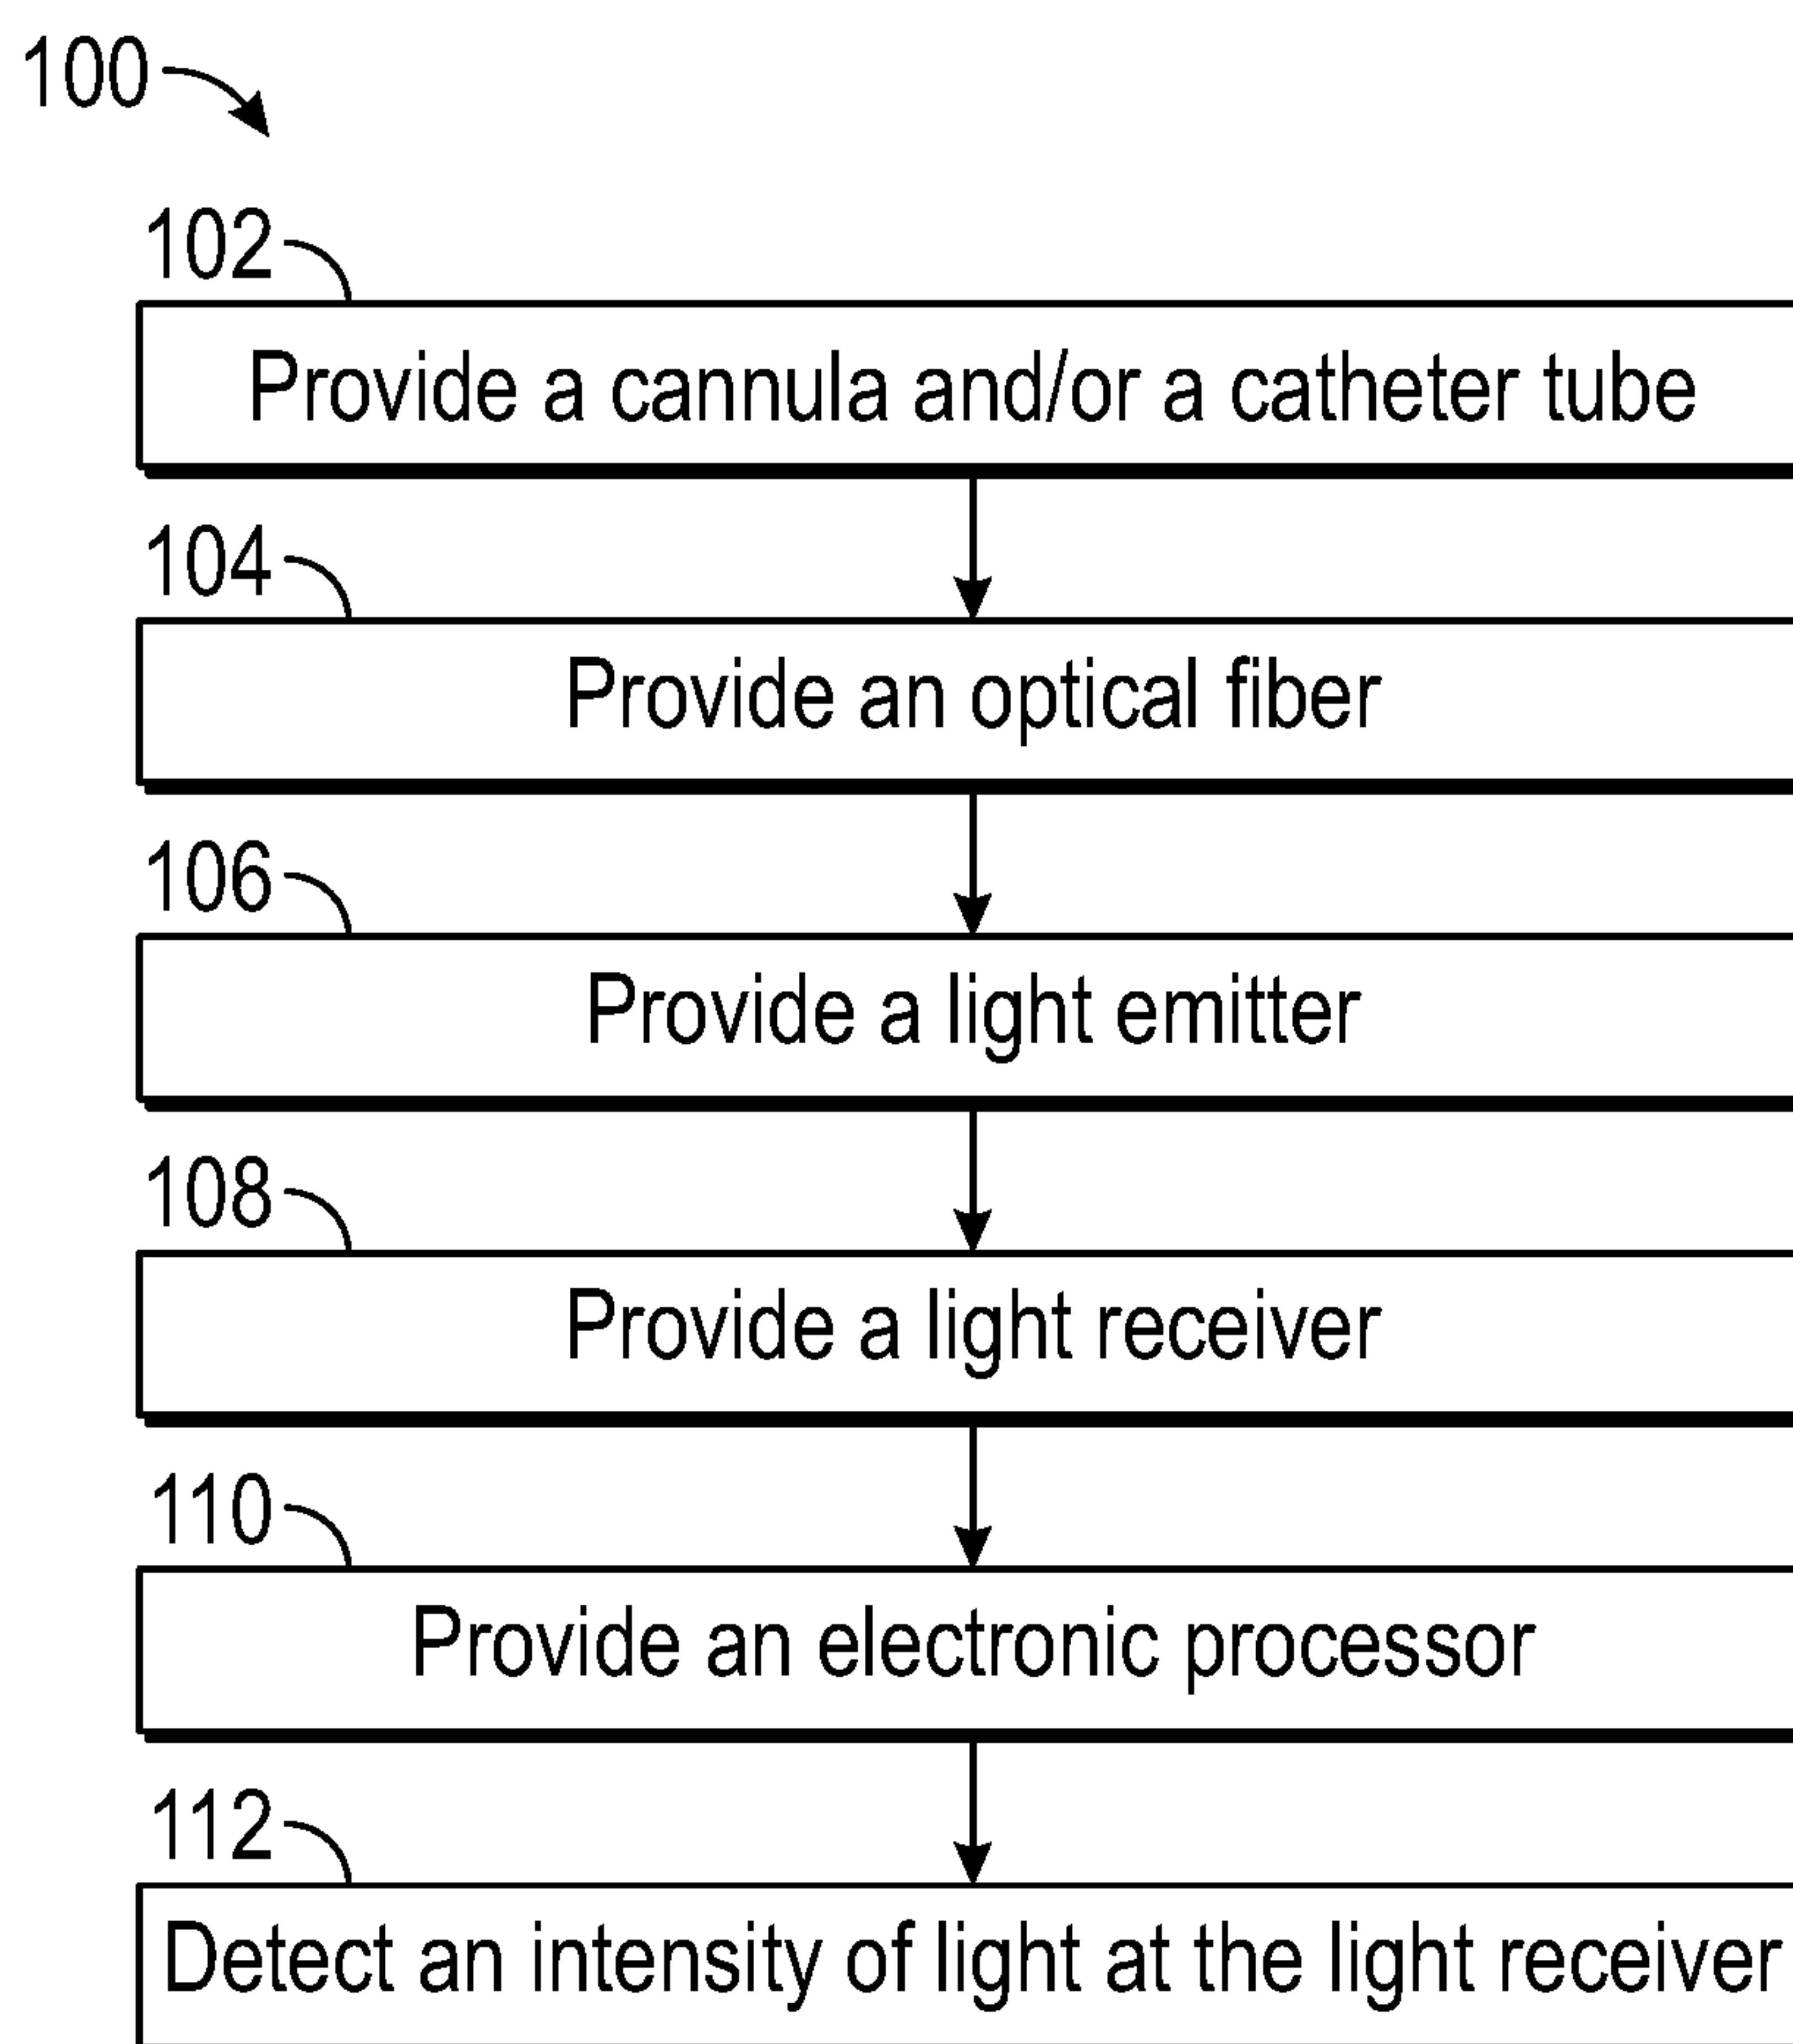 100
102
Provide a cannula and/or a catheter tube
104
Provide an optical fiber
106
Provide a light emitter
108
Provide a light receiver
110
Provide an electronic processor
112
Detect an intensity of light at the light receiver